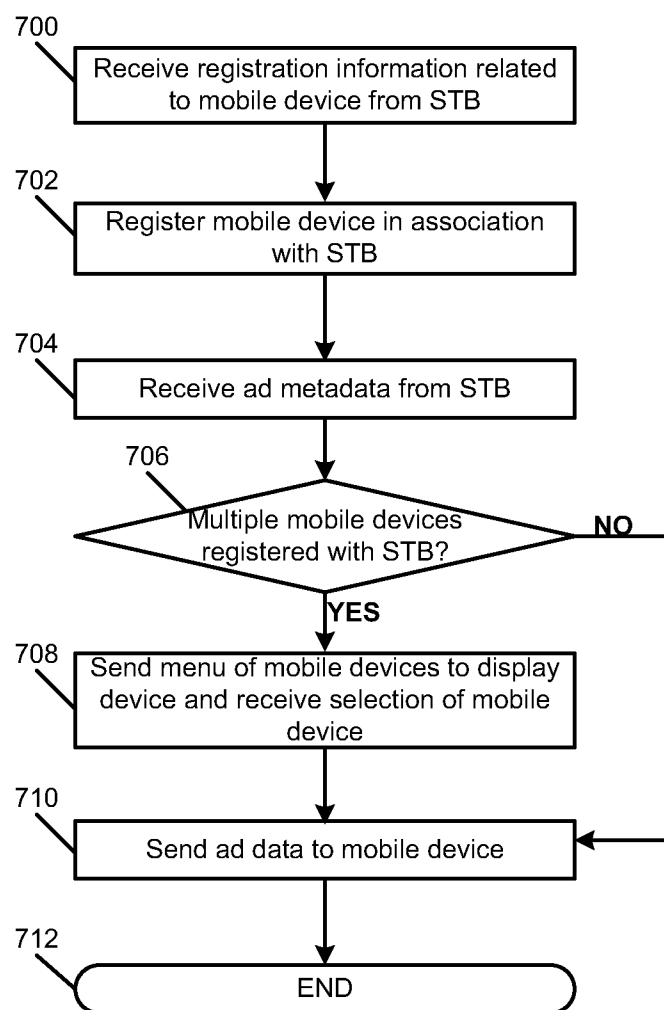 700
Receive registration information related
to mobile device from STB
702
Register mobile device in association
with STB
704
Receive ad metadata from STB
706
Multiple mobile devices
registered with STB?
NO
YES
708
Send menu of mobile devices to display
device and receive selection of mobile
device
710
Send ad data to mobile device
712
END